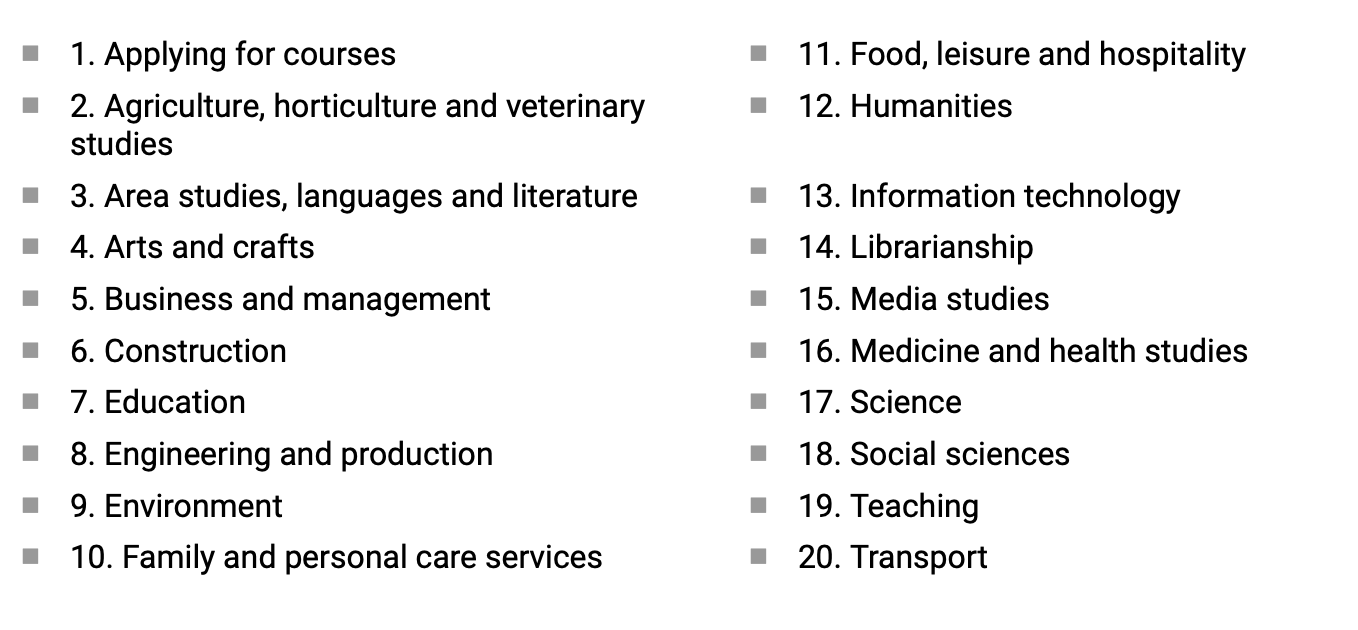 1. Applying for courses
2. Agriculture, horticulture and veterinary
studies
3. Area studies, languages and literature
4. Arts and crafts
5. Business and management
6. Construction
7. Education
8. Engineering and production
9. Environment
10. Family and personal care services
11. Food, leisure and hospitality
12. Humanities
13. Information technology
14. Librarianship
15. Media studies
16. Medicine and health studies
17. Science
18. Social sciences
19. Teaching
20. Transport